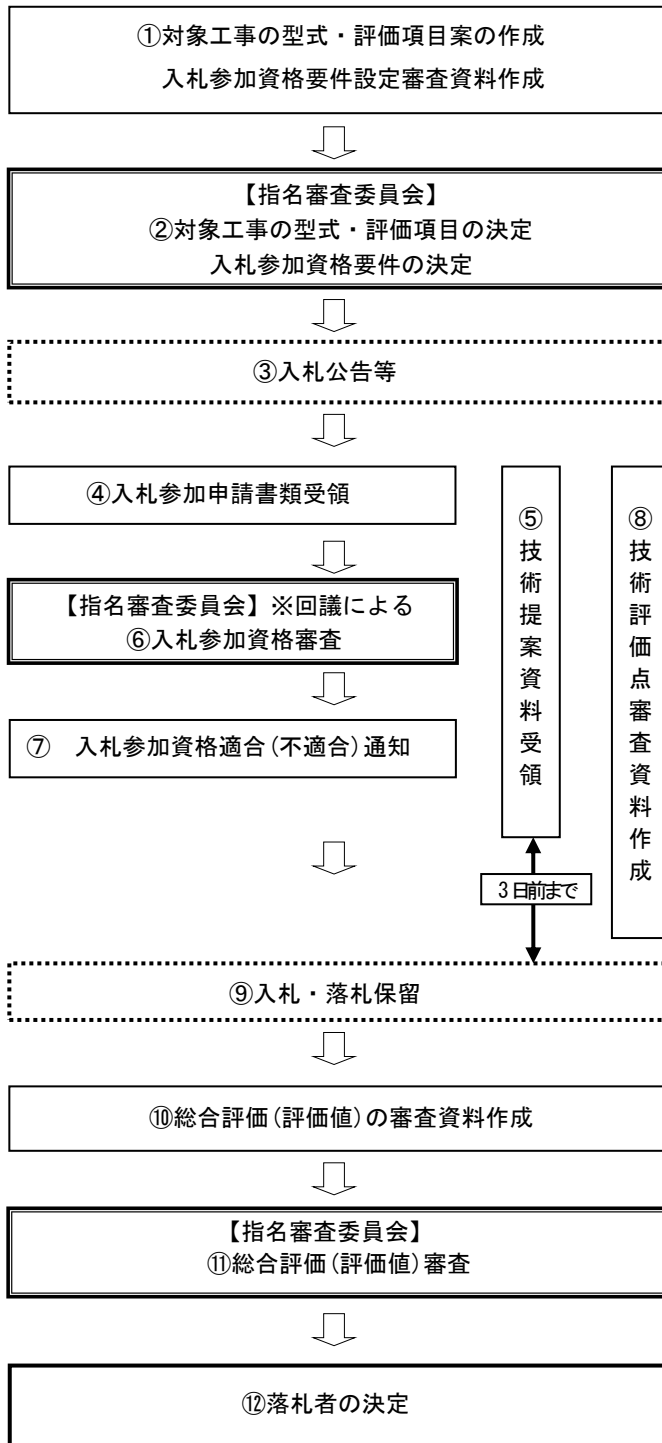 ①対象工事の型式・評価項目案の作成
入札参加資格要件設定審査資料作成
【指名審査委員会】
②対象工事の型式・評価項目の決定
入札参加資格要件の決定
③入札公告等
④入札参加申請書類受領
【指名審査委員会】※回議による
⑥入札参加資格審査
⑦　入札参加資格適合(不適合)通知
⑤技術提案資料受領
3日前まで
⑧技術評価点審査資料作成
⑨入札・落札保留
⑩総合評価(評価値)の審査資料作成
【指名審査委員会】
⑪総合評価(評価値)審査
⑫落札者の決定